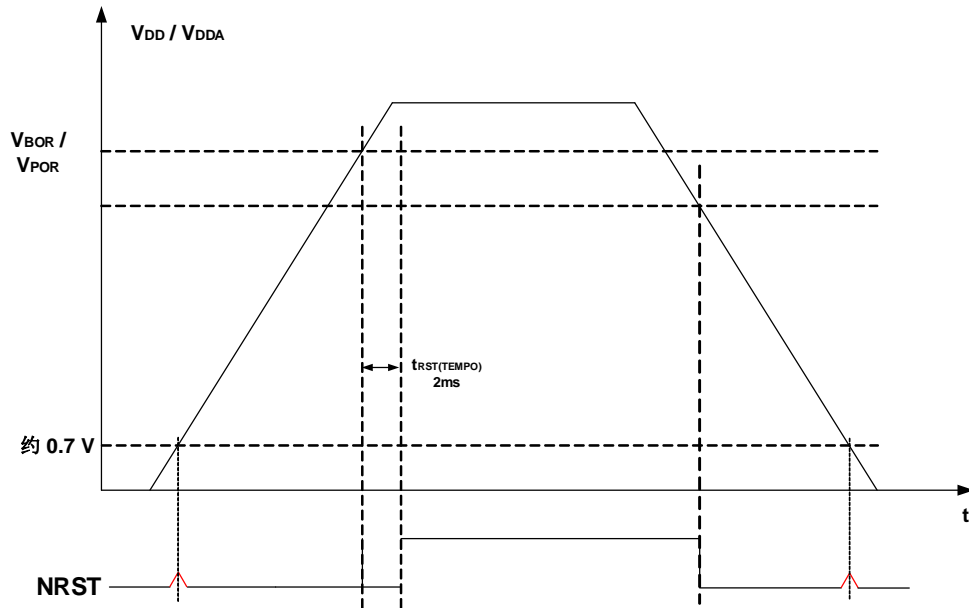 VDD / VDDA
VBOR /
VPOR
tRST(TEMPO)
2ms
约 0.7 V
t
NRST